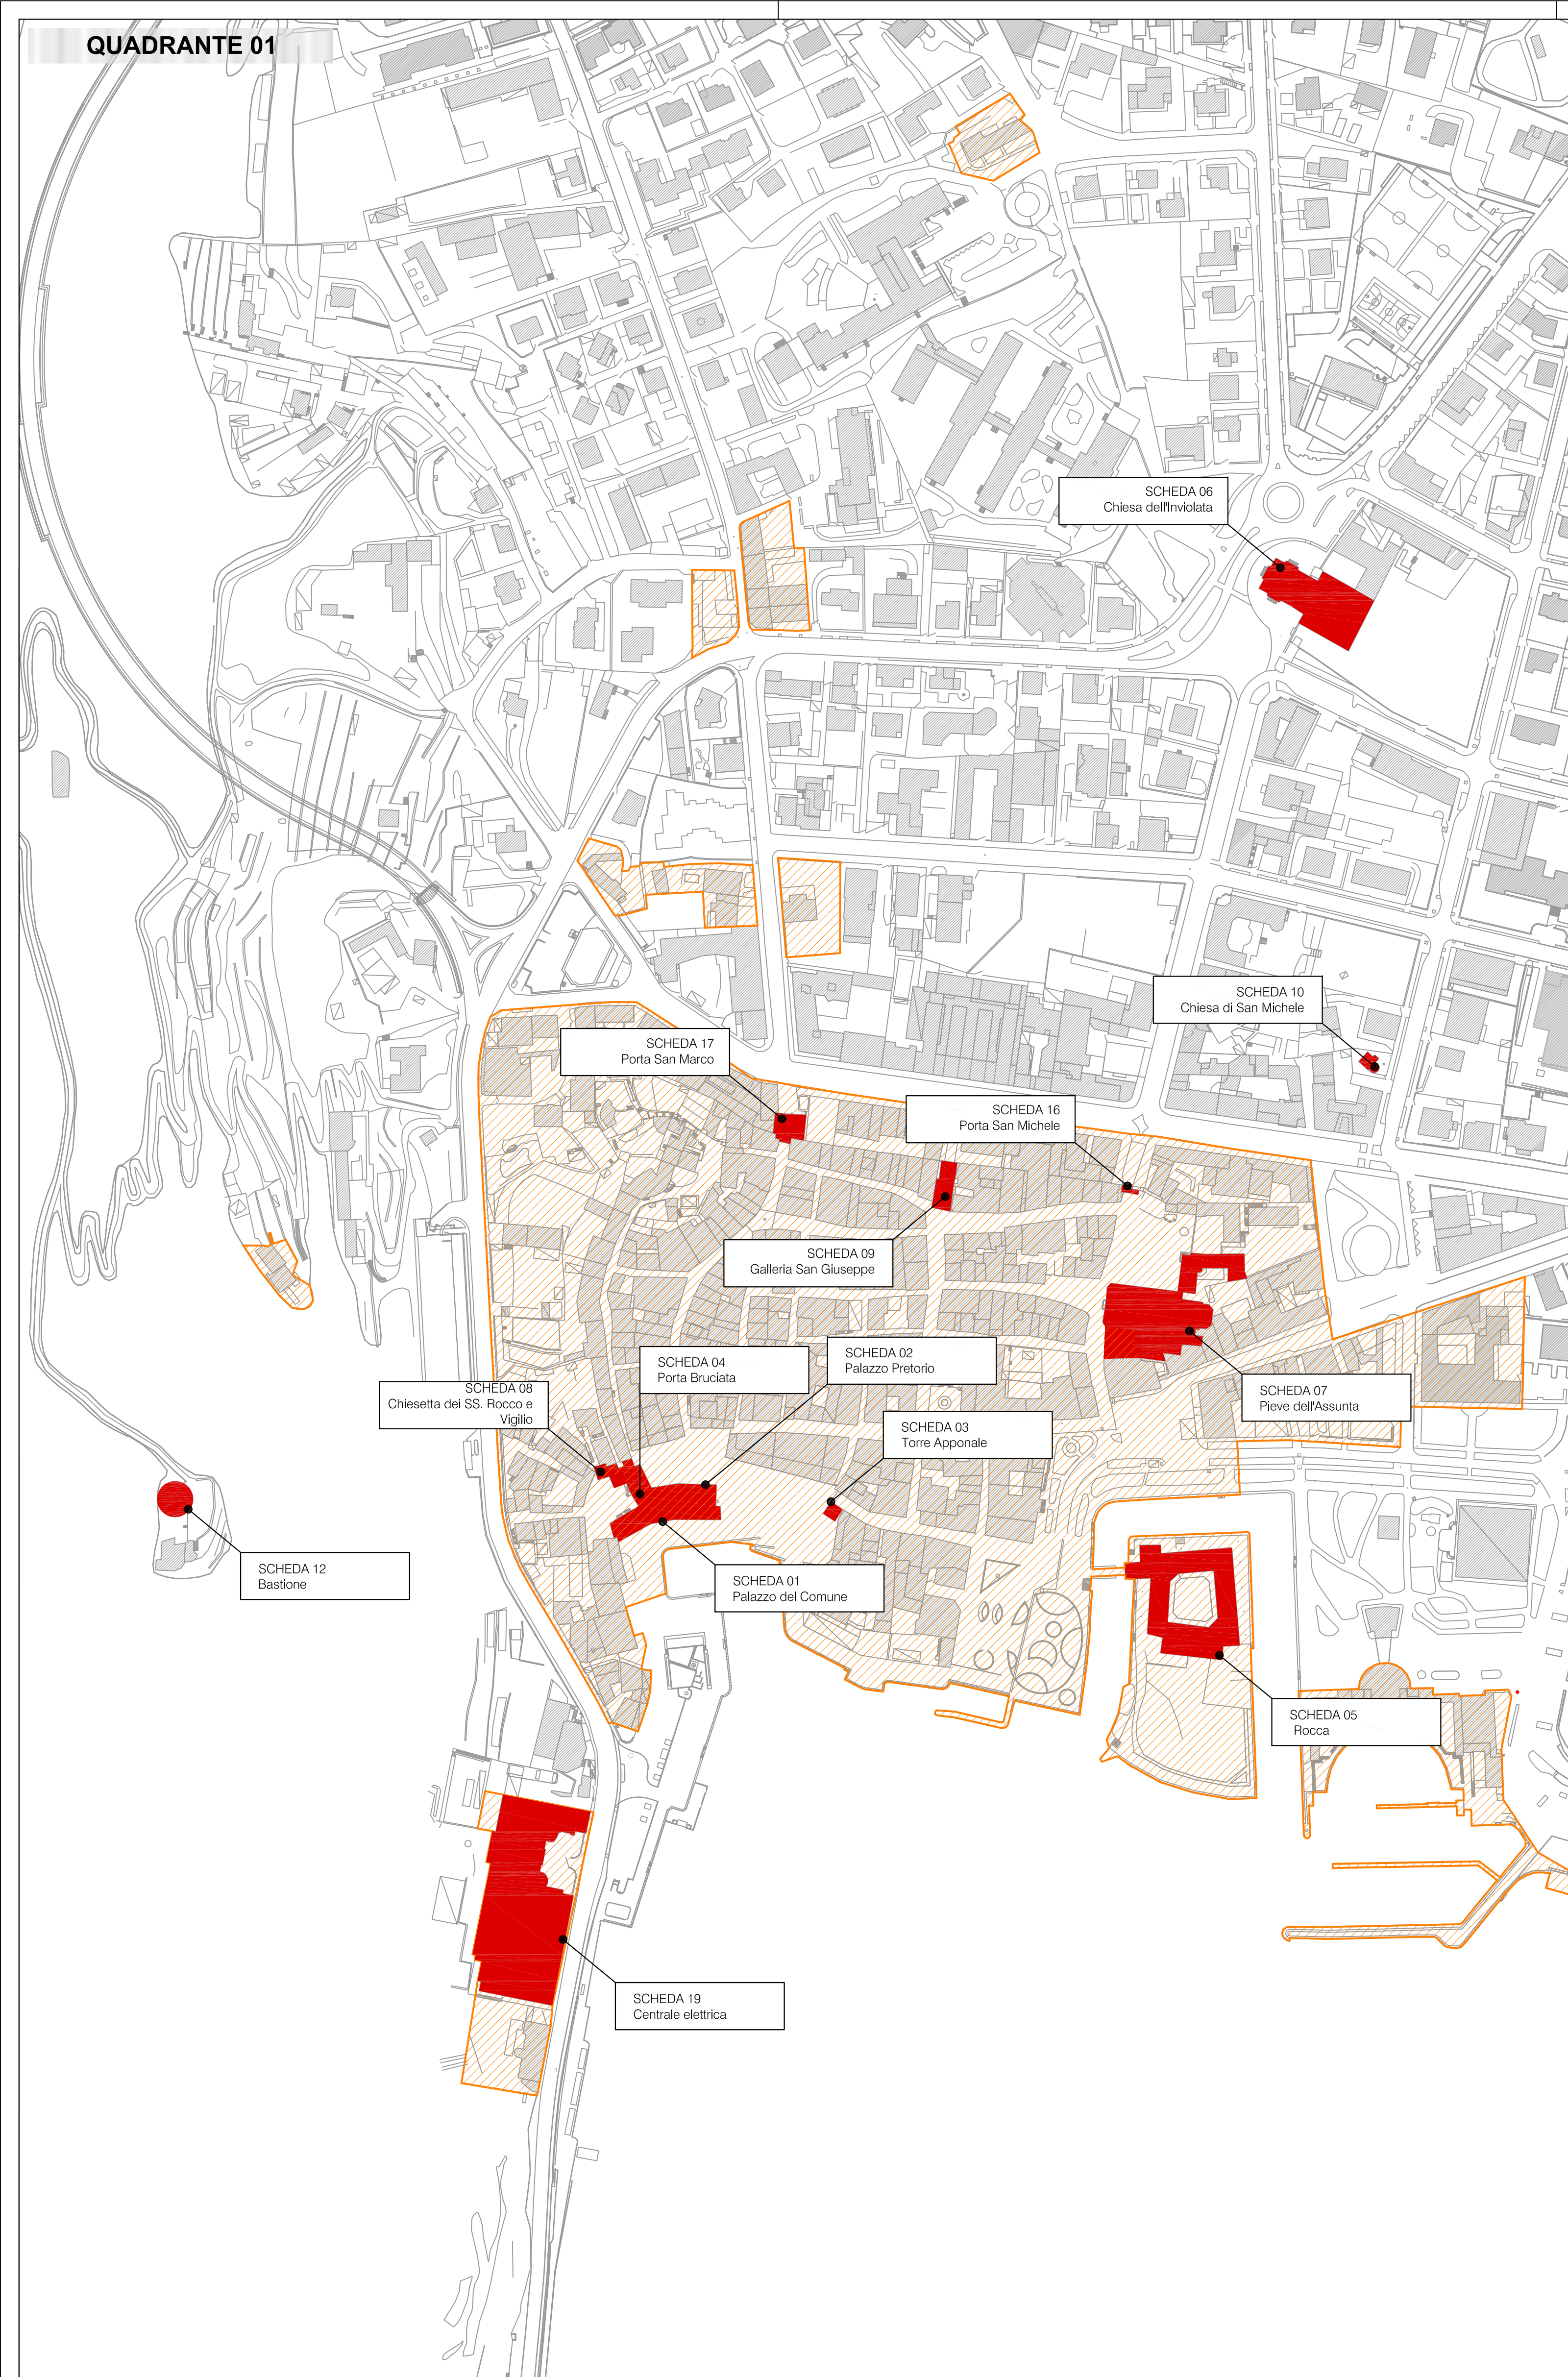 QUADRANTE 01
SCHEDA 06
Chiesa dell'Inviolata
SCHEDA 10
Chiesa di San Michele
SCHEDA 17
Porta San Marco
SCHEDA 16
Porta San Michele
SCHEDA 09
Galleria San Giuseppe
SCHEDA 02
Palazzo Pretorio
SCHEDA 04
Porta Bruciata
SCHEDA 07
Pieve dell'Assunta
SCHEDA 08
Chiesetta dei SS. Rocco e
Vigilio
SCHEDA 03
Torre Apponale
SCHEDA 12
Bastione
SCHEDA 01
Palazzo del Comune
SCHEDA 05
Rocca
SCHEDA 19
Centrale elettrica